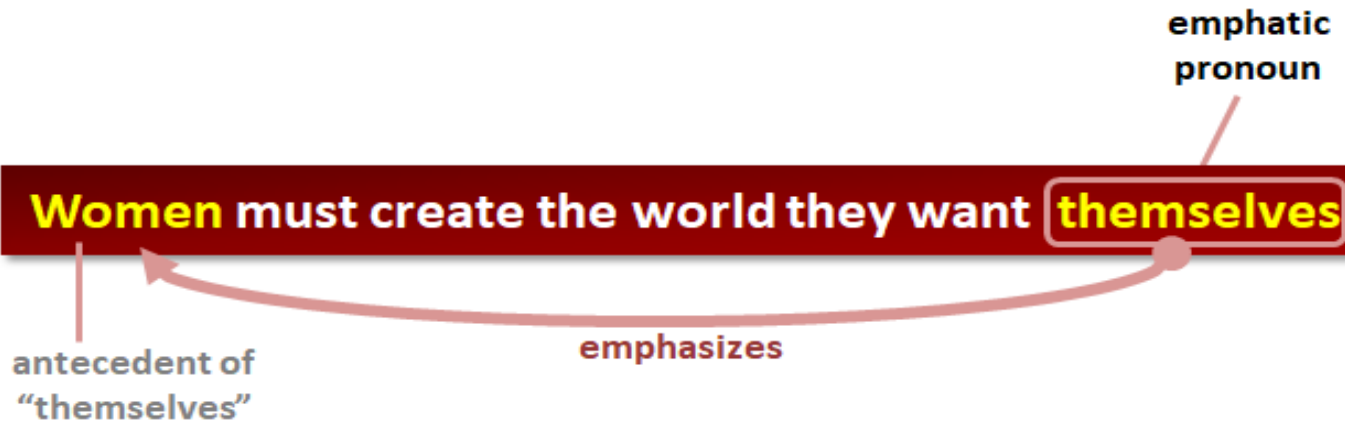 emphatic
pronoun
Women must create the world they want themselves
emphasizes
antecedent of
“themselves”